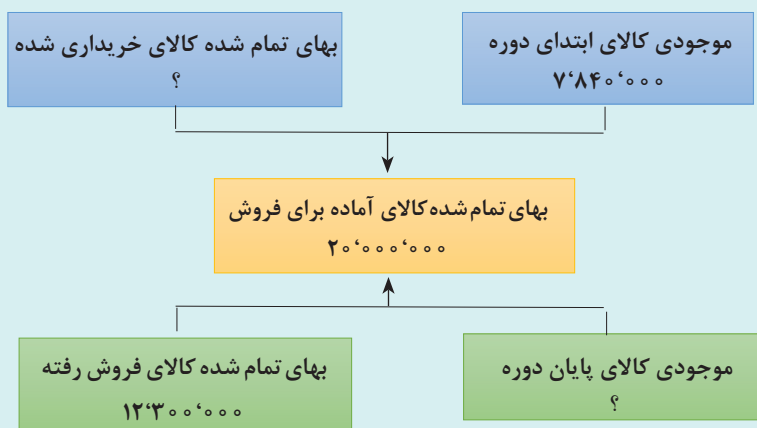 موجودی کالای ابتدای دوره
۷٬۸۴۰٬۰۰۰
بهای تمام شده کالای خریداری شده
؟
بهای تمام‌شده کالای آماده برای فروش
۲۰٬۰۰۰٬۰۰۰
موجودی کالای پایان دوره
؟
بهای تمام شده کالای فروش رفته
۱۲٬۳۰۰٬۰۰۰